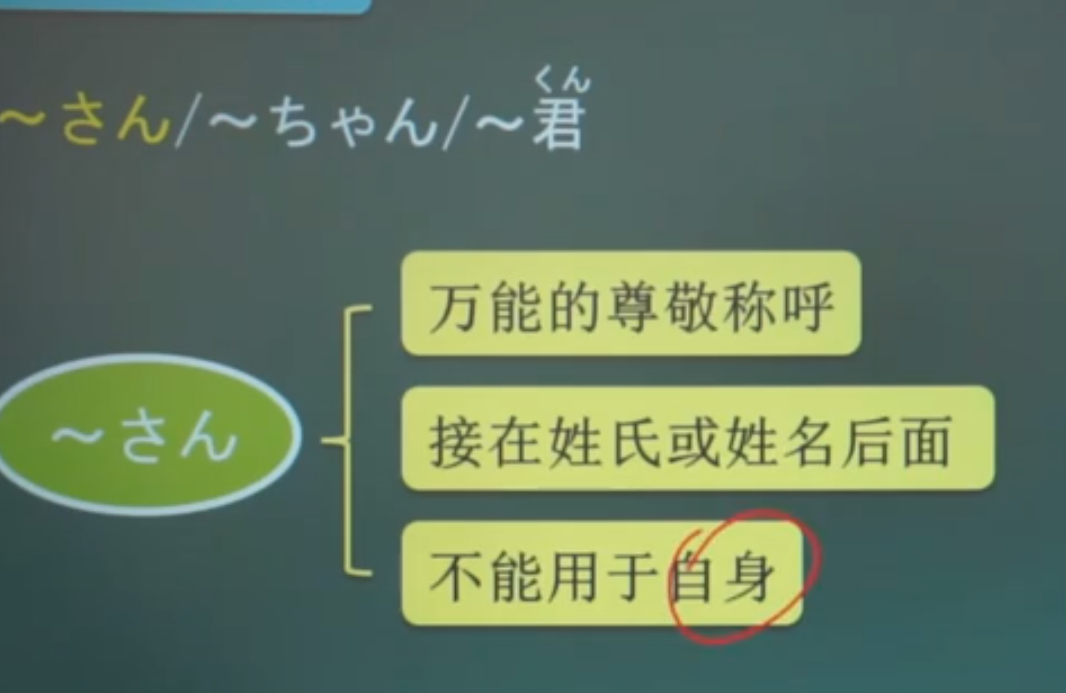 ～さん/～ちゃん/～君
くん
～さん
万能的尊敬称呼
接在姓氏或姓名后面
不能用于自身